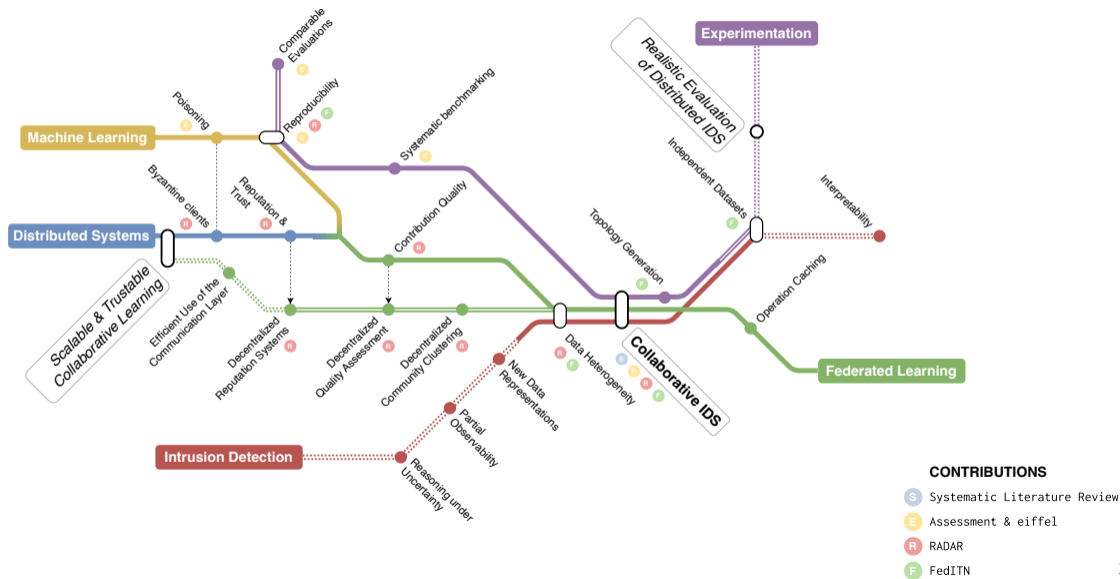 Comparable
Evaluations
E
Experimentation
Realistic Evaluation
of Distributed IDS
Poisoning
E
Reproducibility
E
R
F
Machine Learning
Systematic benchmarking
E
Independent Datasets
F
Interpretability
Byzantine clients
R
Reputation &
Trust
R
Contribution Quality
R
Topology Generation
F
Distributed Systems
Scalable & Trustable
Collaborative Learning
Efficient Use of the
Communication Layer
Decentralized
Reputation Systems
R
Decentralized
Quality Assessment
R
Decentralized
Community Clustering
R
New Data
Representations
Data Heterogeneity
R
F
Collaborative IDS
S
E
R
F
Operation Caching
Federated Learning
Partial
Observability
Intrusion Detection
Reasoning under
Uncertainty
CONTRIBUTIONS
S Systematic Literature Review
E Assessment & eiffel
R RADAR
F FedITN